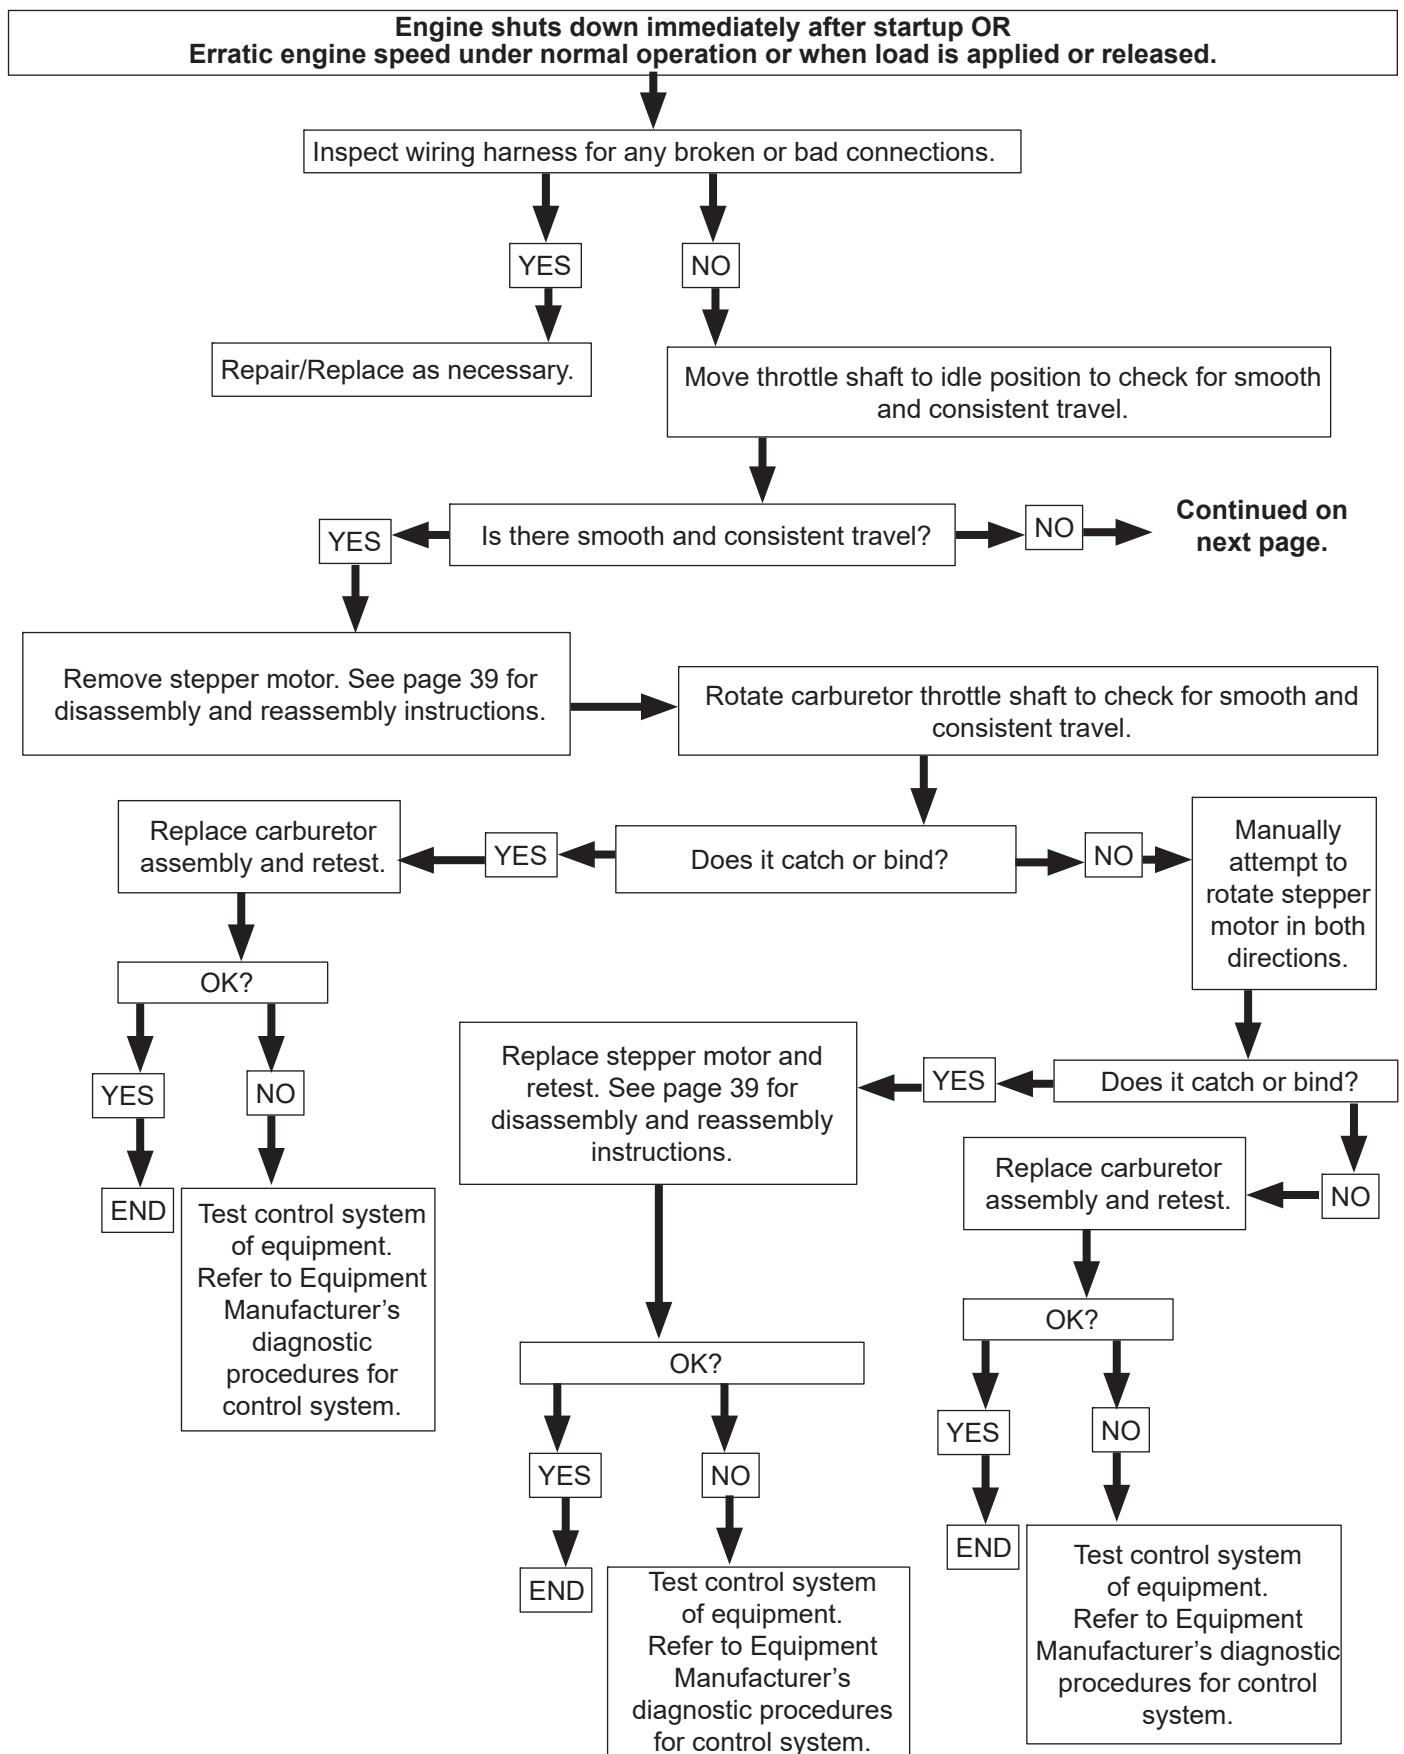 Engine shuts down immediately after startup OR
Erratic engine speed under normal operation or when load is applied or released.
Inspect wiring harness for any broken or bad connections.
YES
NO
Repair/Replace as necessary.
Move throttle shaft to idle position to check for smooth
and consistent travel.
YES
Is there smooth and consistent travel?
NO
Continued on
next page.
Remove stepper motor. See page 39 for
disassembly and reassembly instructions.
Rotate carburetor throttle shaft to check for smooth and
consistent travel.
Replace carburetor
assembly and retest.
YES
Does it catch or bind?
NO
Manually
attempt to
rotate stepper
motor in both
directions.
OK?
YES
NO
END
Test control system
of equipment.
Refer to Equipment
Manufacturer’s
diagnostic
procedures for
control system.
Replace stepper motor and
retest. See page 39 for
disassembly and reassembly
instructions.
YES
Does it catch or bind?
Replace carburetor
assembly and retest.
NO
OK?
YES
NO
END
Test control system
of equipment.
Refer to Equipment
Manufacturer’s
diagnostic procedures
for control system.
OK?
YES
NO
END
Test control system
of equipment.
Refer to Equipment
Manufacturer’s diagnostic
procedures for control
system.